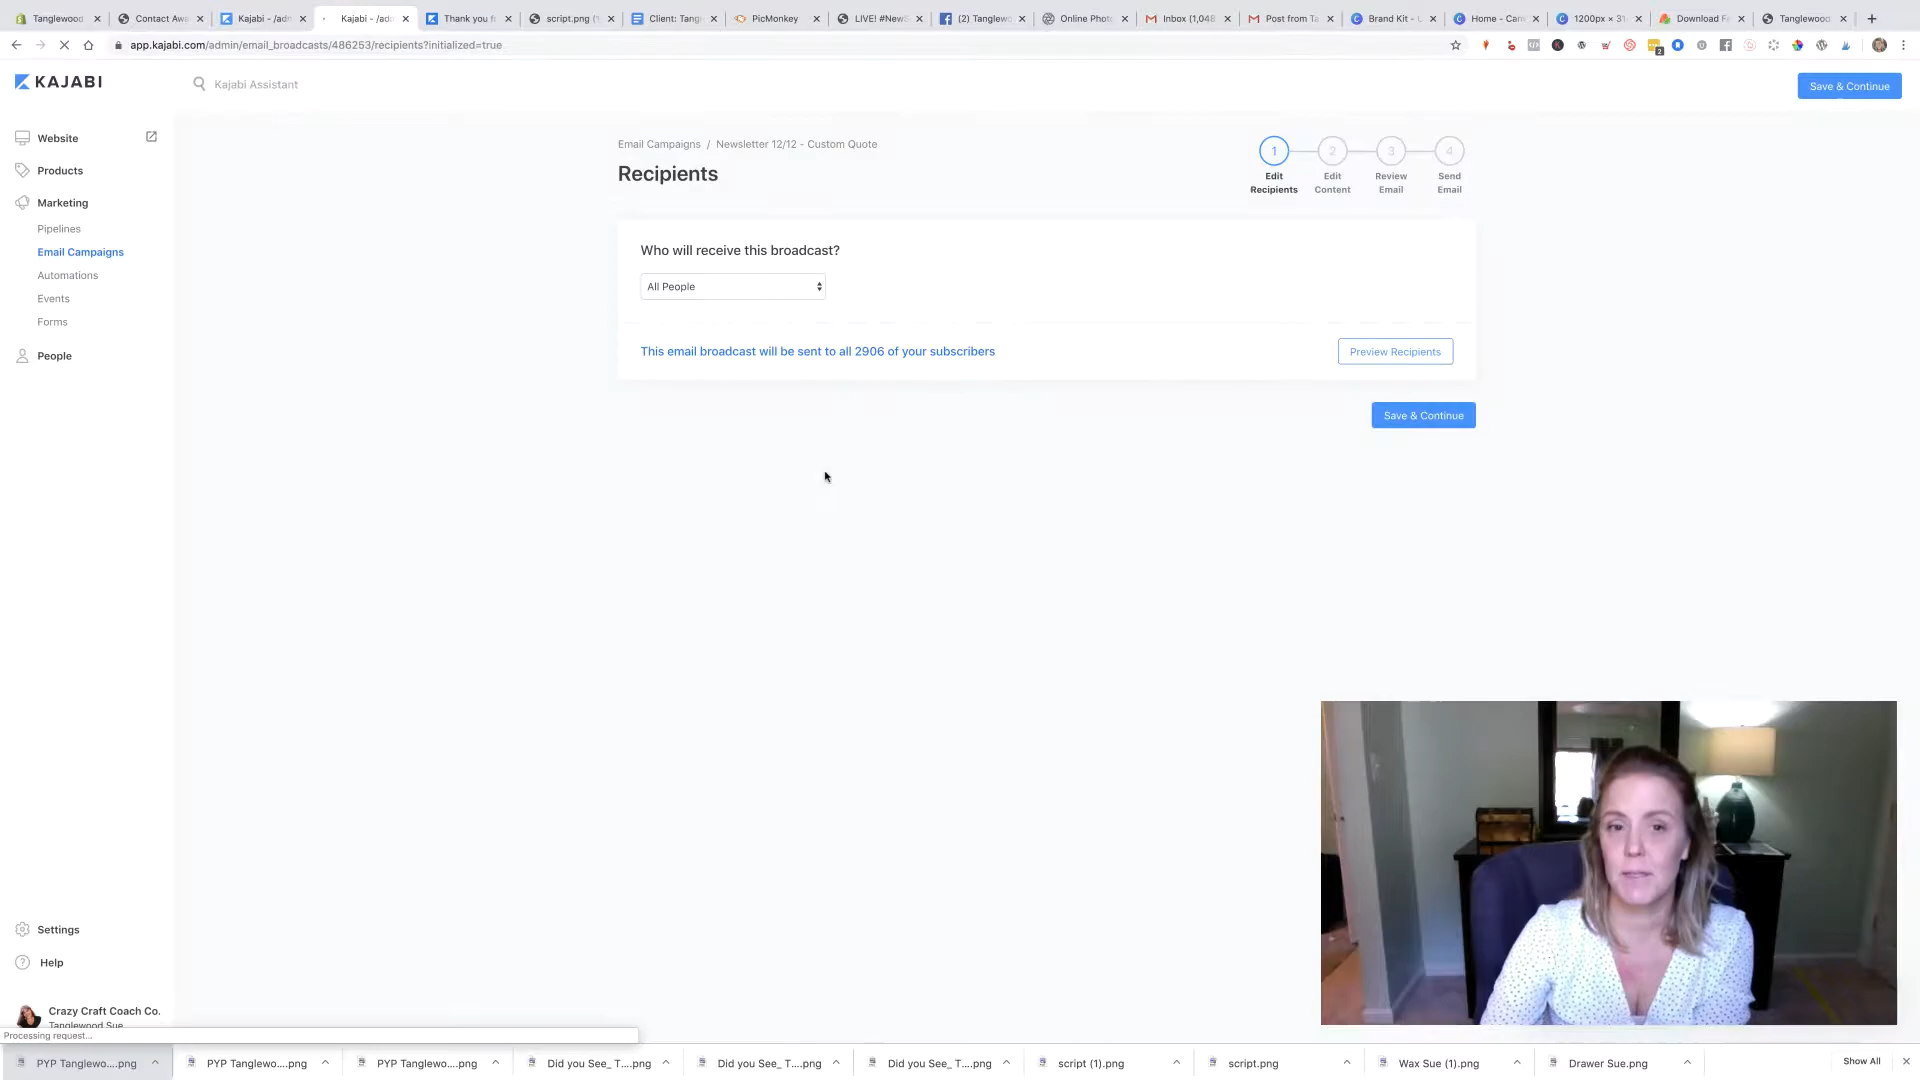 Tanglewood
Contact Awa
Kajabi - /adm
Kajabi - /adm
Thank you f
script.png (
Client: Tang
PicMonkey
LIVE! #NewS
(2) Tanglew
Online Phot
Inbox (1,048
Post from Ta
Brand Kit - U
Home - Can
1200px × 31
Download F
Tanglewood
app.kajabi.com/admin/email_broadcasts/486253/recipients?initialized=true
KAJABI
Kajabi Assistant
Save & Continue
Website
Products
Marketing
Pipelines
Email Campaigns
Automations
Events
Forms
People
Email Campaigns / Newsletter 12/12 - Custom Quote
Recipients
1
2
3
4
Edit Recipients
Edit Content
Review Email
Send Email
Who will receive this broadcast?
All People
This email broadcast will be sent to all 2906 of your subscribers
Preview Recipients
Save & Continue
Settings
Help
Crazy Craft Coach Co.
Tanglewood Sue
Processing request...
PYP Tanglewo....png
PYP Tanglewo....png
PYP Tanglewo....png
Did you See_ T....png
Did you See_ T....png
Did you See_ T....png
script (1).png
script.png
Wax Sue (1).png
Drawer Sue.png
Show All